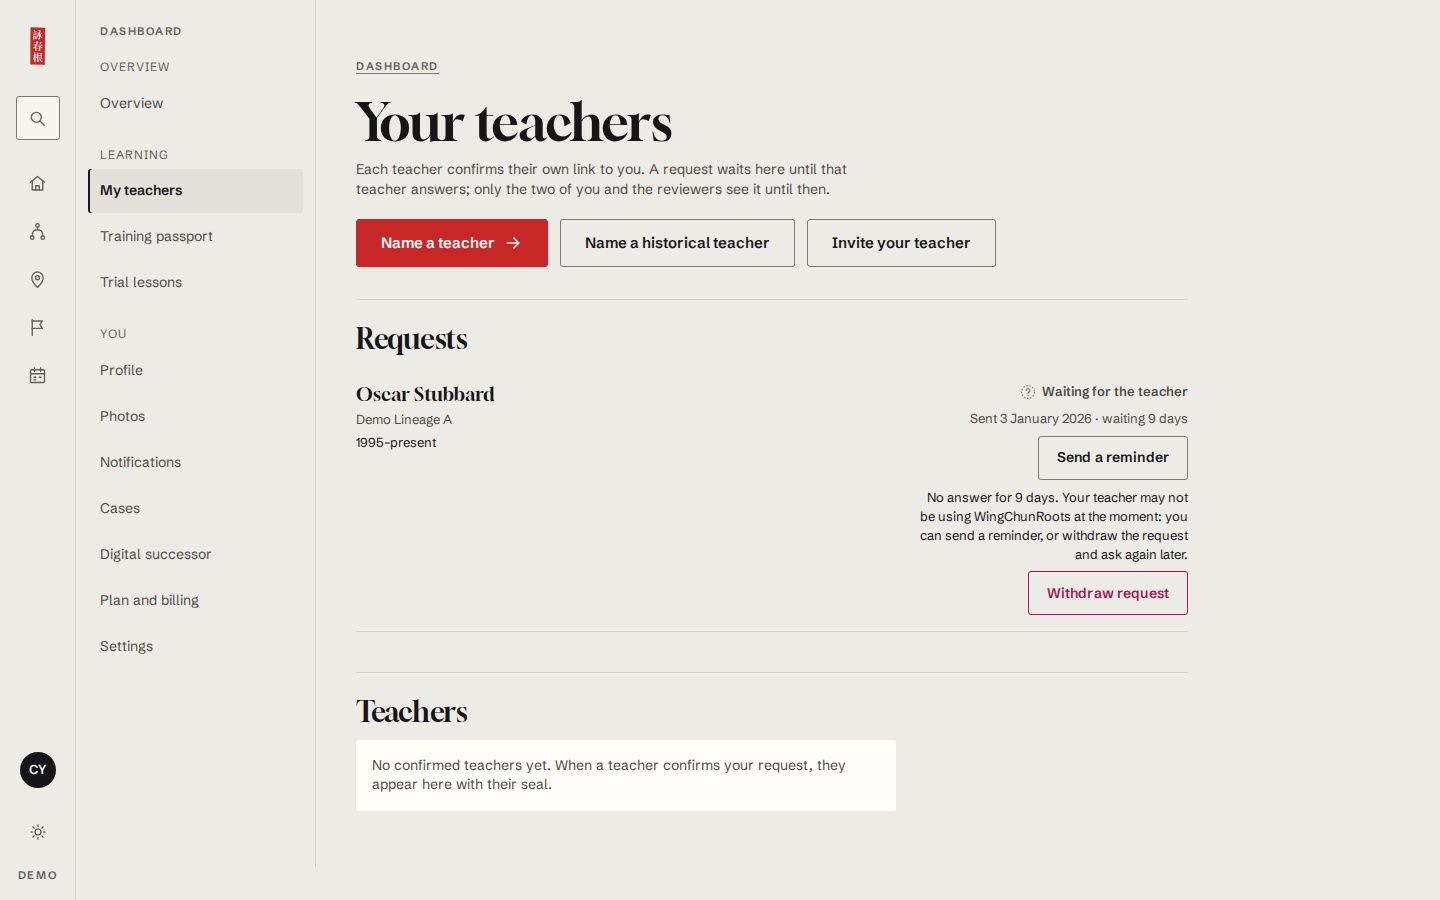 詠春根
DASHBOARD
OVERVIEW
Overview
LEARNING
My teachers
Training passport
Trial lessons
YOU
Profile
Photos
Notifications
Cases
Digital successor
Plan and billing
Settings
CY
DEMO
DASHBOARD
Your teachers
Each teacher confirms their own link to you. A request waits here until that
teacher answers; only the two of you and the reviewers see it until then.
Name a teacher
Name a historical teacher
Invite your teacher
Requests
Oscar Stubbard
Demo Lineage A
1995–present
Waiting for the teacher
Sent 3 January 2026 · waiting 9 days
Send a reminder
No answer for 9 days. Your teacher may not
be using WingChunRoots at the moment: you
can send a reminder, or withdraw the request
and ask again later.
Withdraw request
Teachers
No confirmed teachers yet. When a teacher confirms your request, they
appear here with their seal.